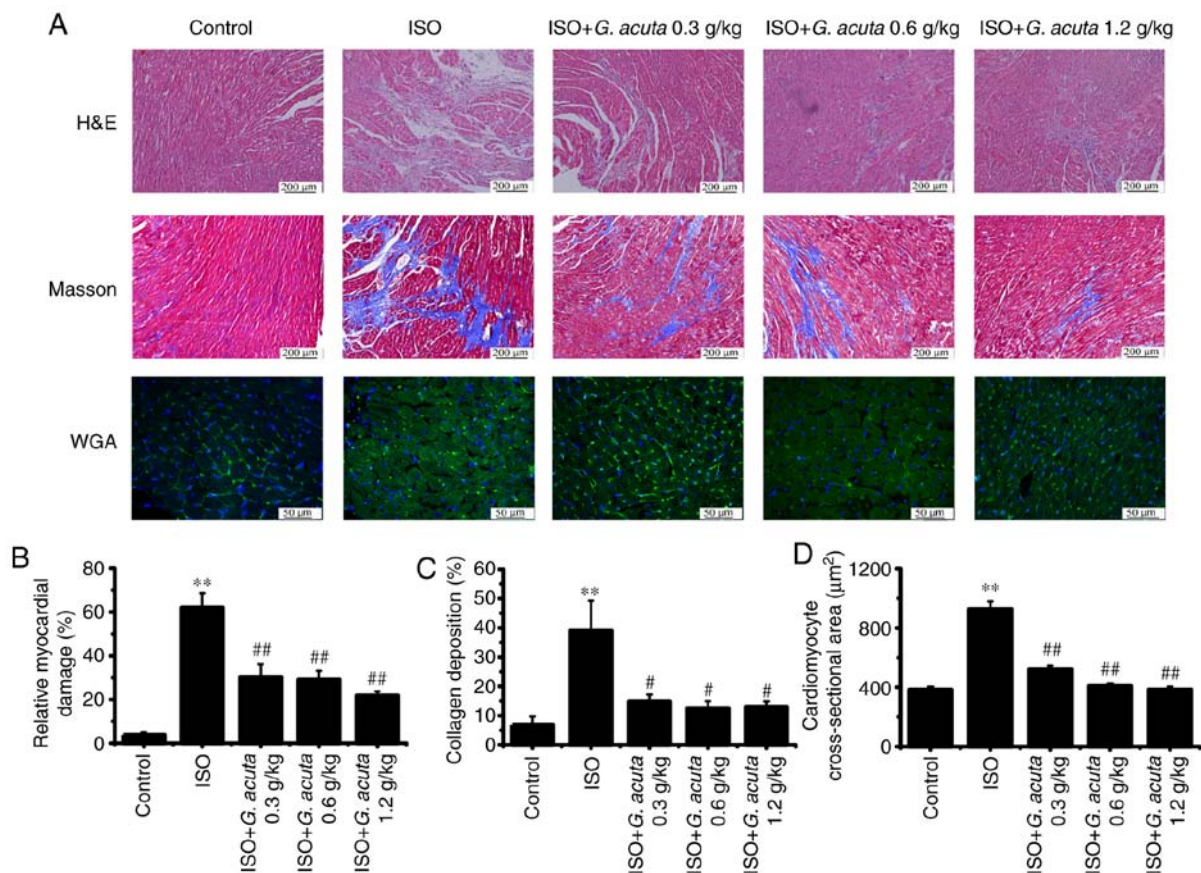 A
Control
ISO
ISO+G. acuta 0.3 g/kg
ISO+G. acuta 0.6 g/kg
ISO+G. acuta 1.2 g/kg
H&E
200 μm
200 μm
200 μm
200 μm
200 μm
Masson
200 μm
200 μm
200 μm
200 μm
200 μm
WGA
50 μm
50 μm
50 μm
50 μm
50 μm
B
Relative myocardial
damage (%)
80
60
40
20
0
**
##
##
##
Control
ISO
ISO+G. acuta
0.3 g/kg
ISO+G. acuta
0.6 g/kg
ISO+G. acuta
1.2 g/kg
C
Collagen deposition (%)
60
50
40
30
20
10
0
**
#
#
#
Control
ISO
ISO+G. acuta
0.3 g/kg
ISO+G. acuta
0.6 g/kg
ISO+G. acuta
1.2 g/kg
D
Cardiomyocyte
cross-sectional area (μm²)
1200
800
400
0
**
##
##
##
Control
ISO
ISO+G. acuta
0.3 g/kg
ISO+G. acuta
0.6 g/kg
ISO+G. acuta
1.2 g/kg